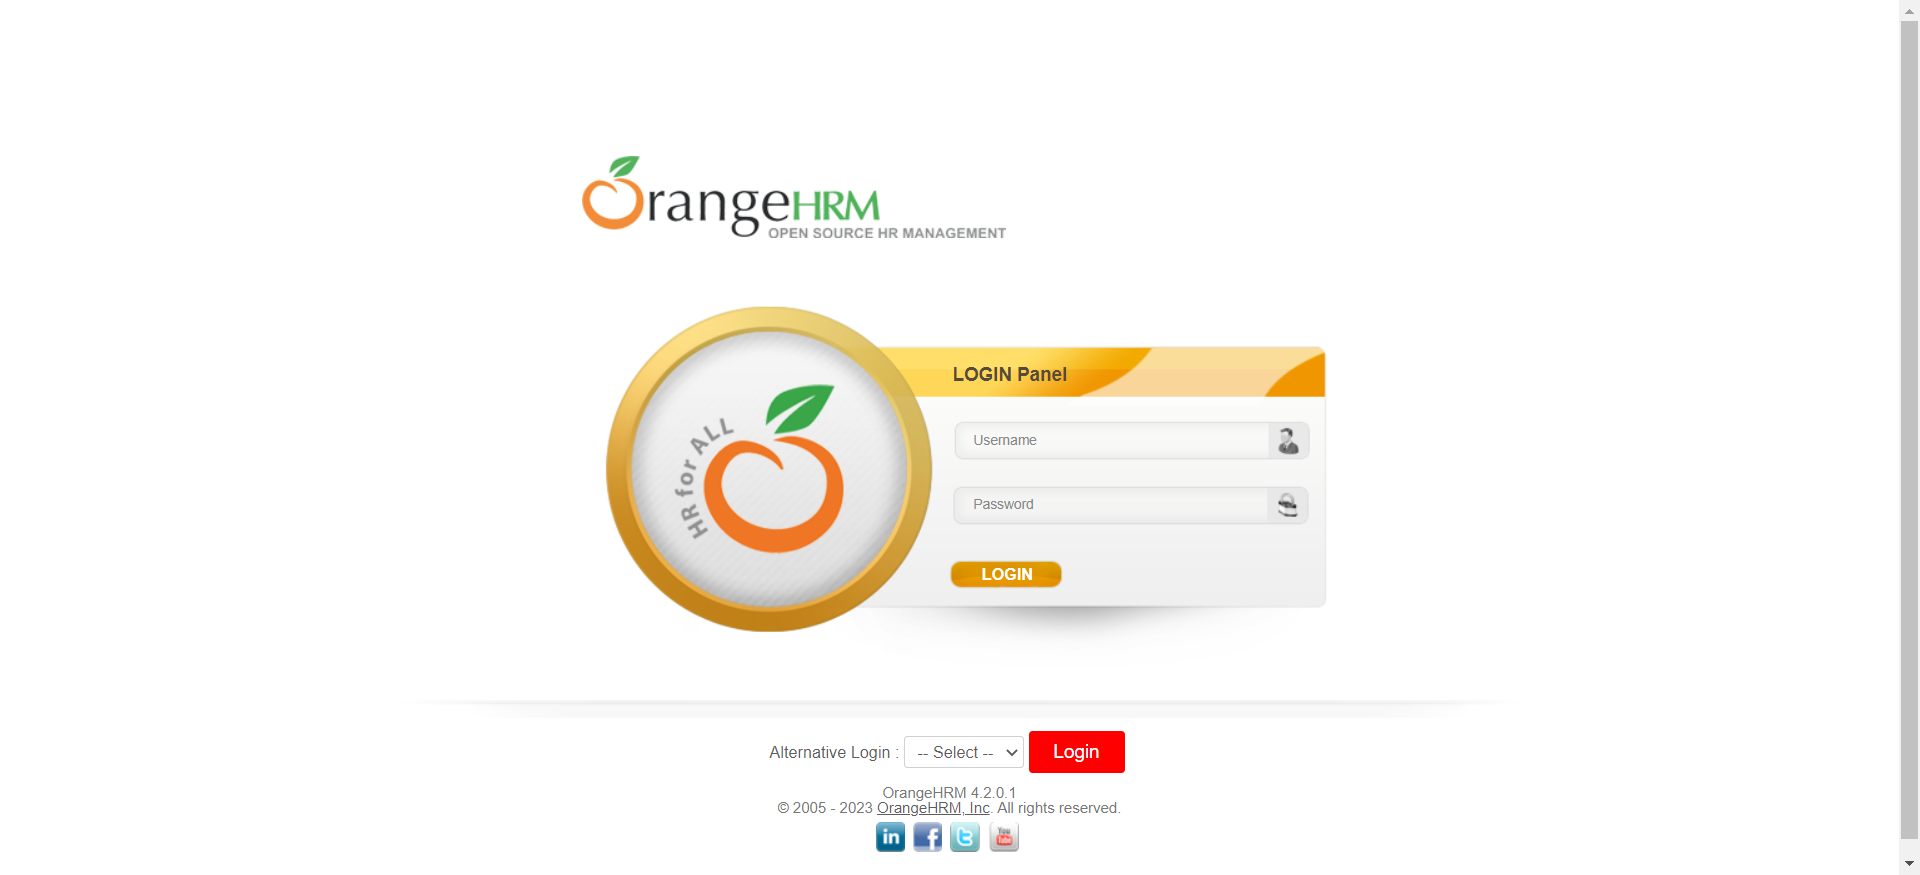 OrangeHRM
OPEN SOURCE HR MANAGEMENT
HR for ALL
LOGIN Panel
Username
Password
LOGIN
Alternative Login : -- Select -- Login
OrangeHRM 4.2.0.1
© 2005 - 2023 OrangeHRM, Inc. All rights reserved.
in f t You Tube